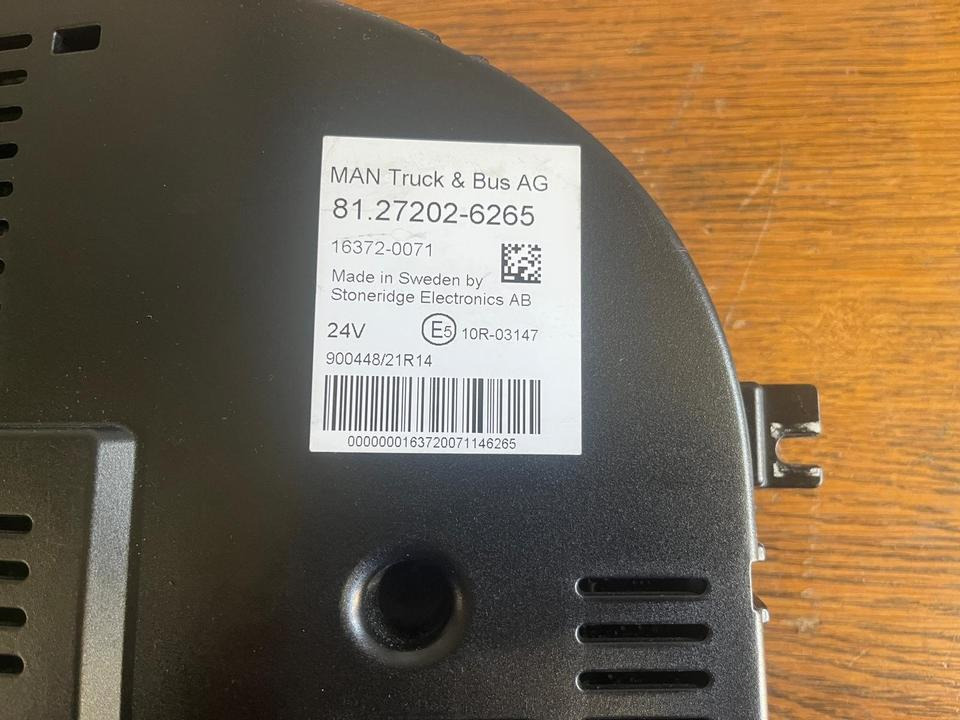 MAN Truck & Bus AG
81.27202-6265
16372-0071
Made in Sweden by
Stoneridge Electronics AB
24V E5 10R-03147
900448/21R14
0000000163720071146265